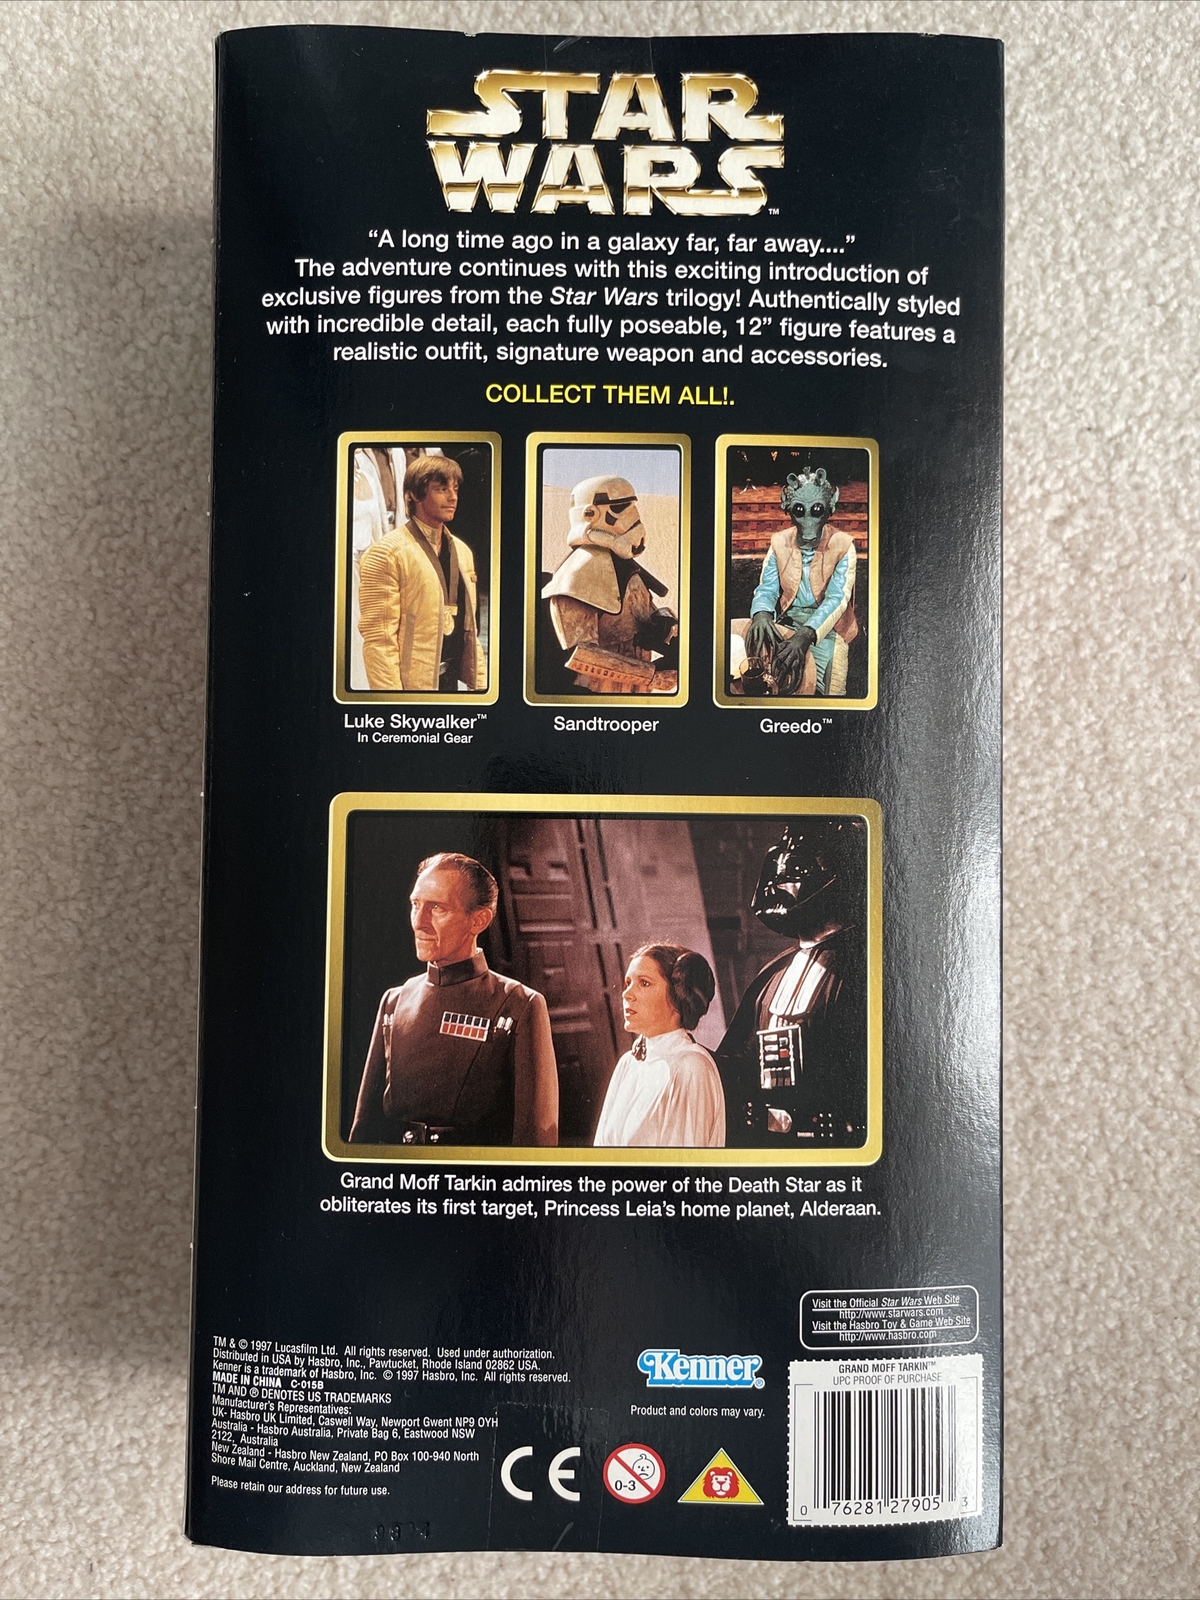 STAR
WARS™
“A long time ago in a galaxy far, far away....”
The adventure continues with this exciting introduction of
exclusive figures from the Star Wars trilogy! Authentically styled
with incredible detail, each fully poseable, 12” figure features a
realistic outfit, signature weapon and accessories.
COLLECT THEM ALL!.
Luke Skywalker™
In Ceremonial Gear
Sandtrooper
Greedo™
Grand Moff Tarkin admires the power of the Death Star as it
obliterates its first target, Princess Leia’s home planet, Alderaan.
Visit the Official Star Wars Web Site
http://www.starwars.com
Visit the Hasbro Toy & Game Web Site
http://www.hasbro.com
TM & © 1997 Lucasfilm Ltd. All rights reserved. Used under authorization.
Distributed in USA by Hasbro, Inc., Pawtucket, Rhode Island 02862 USA.
Kenner is a trademark of Hasbro, Inc. © 1997 Hasbro, Inc. All rights reserved.
MADE IN CHINA C-015B
TM AND ® DENOTES US TRADEMARKS
Manufacturer's Representatives:
UK- Hasbro UK Limited, Caswell Way, Newport Gwent NP9 0YH
Australia - Hasbro Australia, Private Bag 6, Eastwood NSW
2122, Australia
New Zealand - Hasbro New Zealand, PO Box 100-940 North
Shore Mail Centre, Auckland, New Zealand
Please retain our address for future use.
Kenner®
Product and colors may vary.
CE
0-3
GRAND MOFF TARKIN™
UPC PROOF OF PURCHASE
0 76281 27905 3